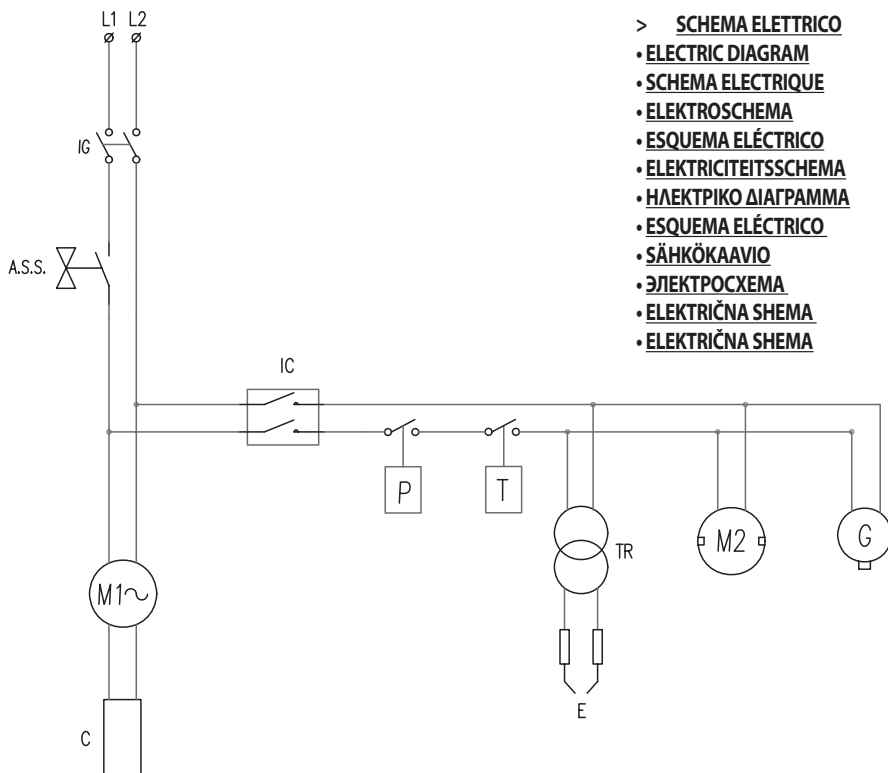 L1 L2
> SCHEMA ELETTRICO
• ELECTRIC DIAGRAM
• SCHEMA ELECTRIQUE
• ELEKTROSCHEMA
• ESQUEMA ELÉCTRICO
• ELEKTRICITEITSSCHEMA
• ΗΛΕΚΤΡΙΚΟ ΔΙΑΓΡΑΜΜΑ
• ESQUEMA ELÉCTRICO
• SÄHKÖKAAVIO
• ЭЛЕКТРОСХЕМА
• ELEKTRIČNA SHEMA
• ELEKTRIČNA SHEMA
IG
A.S.S.
IC
P T
TR M2 G
M1~
E
C